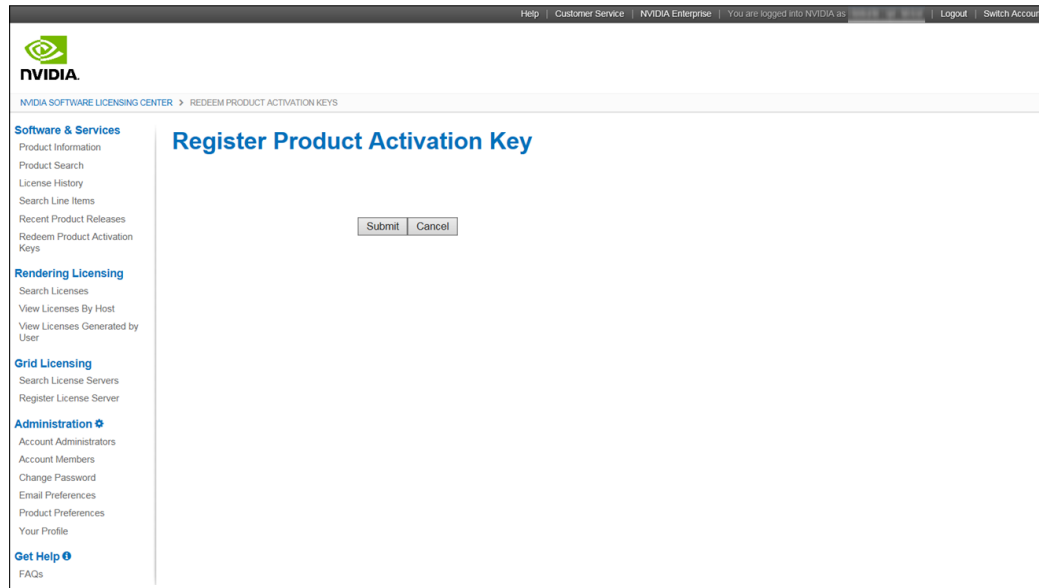 Help | Customer Service | NVIDIA Enterprise | You are logged into NVIDIA as | Logout | Switch Accoun
NVIDIA.
NVIDIA SOFTWARE LICENSING CENTER > REDEEM PRODUCT ACTIVATION KEYS
Software & Services
Product Information
Product Search
License History
Search Line Items
Recent Product Releases
Redeem Product Activation
Keys
Rendering Licensing
Search Licenses
View Licenses By Host
View Licenses Generated by
User
Grid Licensing
Search License Servers
Register License Server
Administration
Account Administrators
Account Members
Change Password
Email Preferences
Product Preferences
Your Profile
Get Help
FAQs
Register Product Activation Key
Submit Cancel